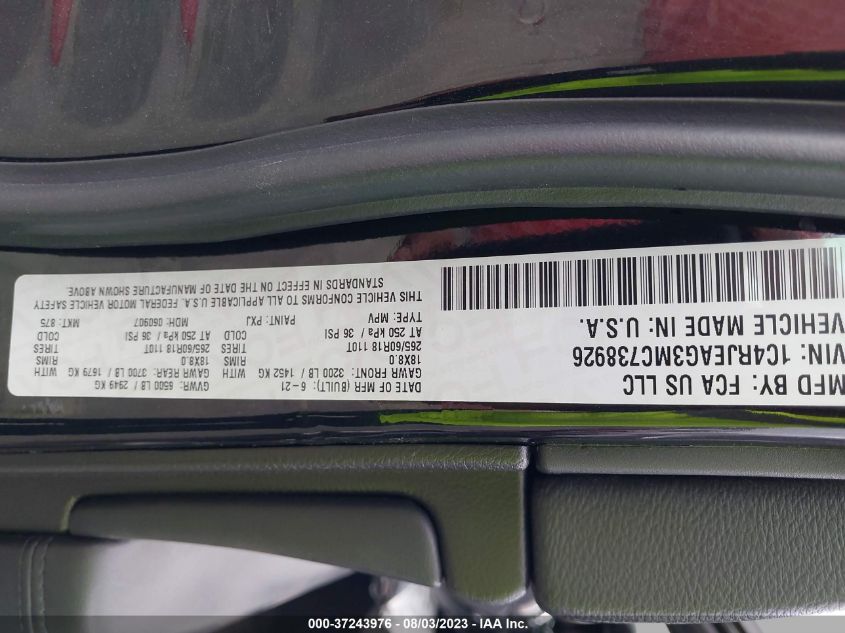 MFD BY: FCA US LLC
DATE OF MFR (BUILT): 6-21
GVWR: 6500 LB / 2949 KG
GAWR FRONT: 3200 LB / 1452 KG WITH
GAWR REAR: 3700 LB / 1679 KG WITH
18X8.0 RIMS
18X8.0 RIMS
265/60R18 110T TIRES
265/60R18 110T TIRES
AT 250 kPa / 36 PSI COLD
AT 250 kPa / 36 PSI COLD
TYPE: MPV
PAINT: PXJ
MDH: 060907
MKT: 875
THIS VEHICLE CONFORMS TO ALL APPLICABLE U.S.A. FEDERAL MOTOR VEHICLE SAFETY
STANDARDS IN EFFECT ON THE DATE OF MANUFACTURE SHOWN ABOVE.
VIN: 1C4RJEAG3MC738926
VEHICLE MADE IN: U.S.A.
000-37243976 - 08/03/2023 - IAA Inc.